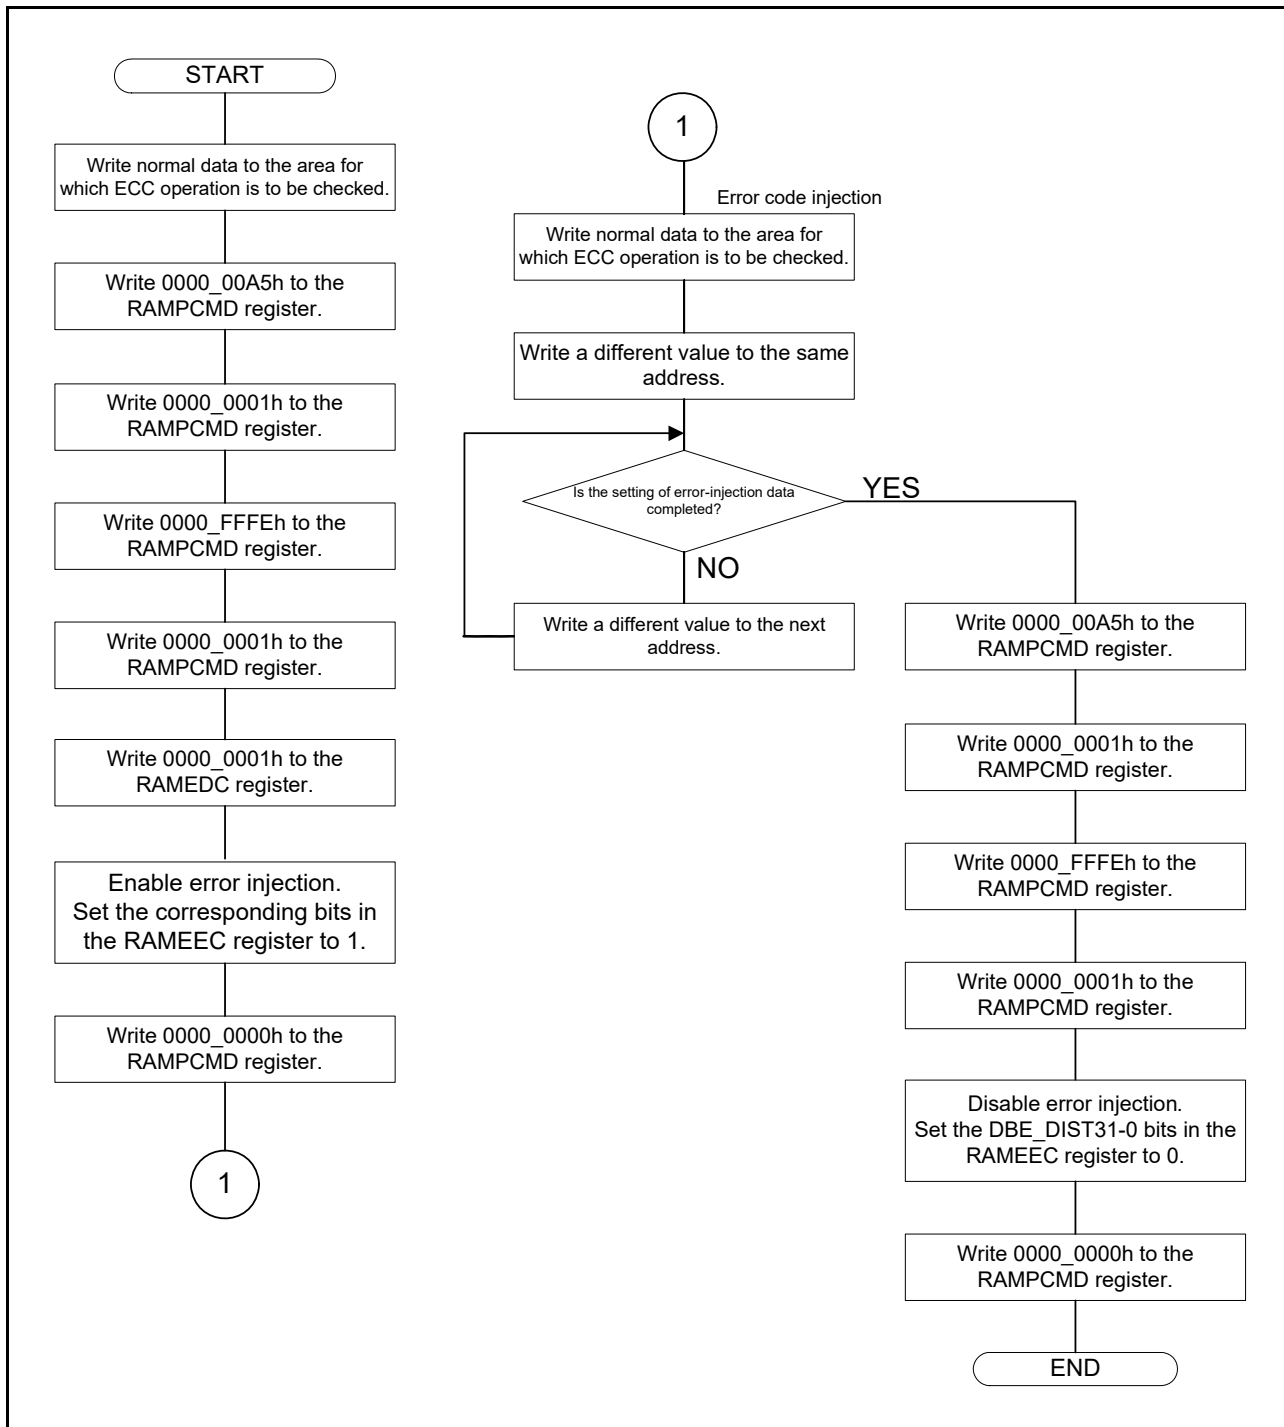 START
Write normal data to the area for
which ECC operation is to be checked.
Write 0000_00A5h to the
RAMPCMD register.
Write 0000_0001h to the
RAMPCMD register.
Write 0000_FFFEh to the
RAMPCMD register.
Write 0000_0001h to the
RAMPCMD register.
Write 0000_0001h to the
RAMEDC register.
Enable error injection.
Set the corresponding bits in
the RAMEEC register to 1.
Write 0000_0000h to the
RAMPCMD register.
1
1
Error code injection
Write normal data to the area for
which ECC operation is to be checked.
Write a different value to the same
address.
Is the setting of error-injection data
completed?
YES
NO
Write a different value to the next
address.
Write 0000_00A5h to the
RAMPCMD register.
Write 0000_0001h to the
RAMPCMD register.
Write 0000_FFFEh to the
RAMPCMD register.
Write 0000_0001h to the
RAMPCMD register.
Disable error injection.
Set the DBE_DIST31-0 bits in the
RAMEEC register to 0.
Write 0000_0000h to the
RAMPCMD register.
END